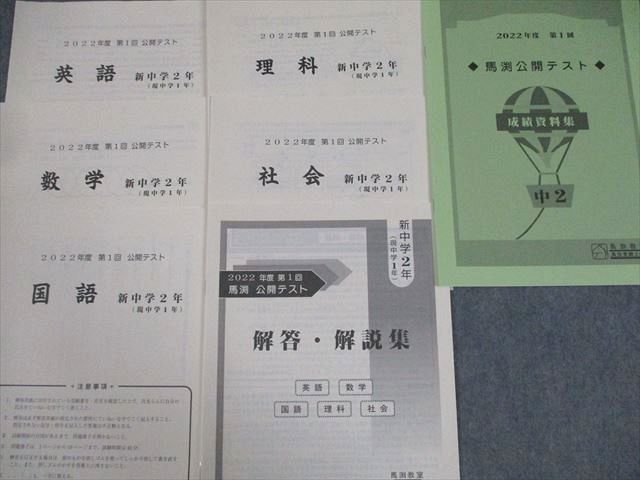 2022年度 第1回 公開テスト
英語 新中学2年
(現中学1年)
2022年度 第1回 公開テスト
理科 新中学2年
(現中学1年)
2022年度 第1回
◆ 馬渕公開テスト ◆
成績資料集
中2
馬渕教室
2022年度 第1回 公開テスト
数学 新中学2年
(現中学1年)
2022年度 第1回 公開テスト
社会 新中学2年
(現中学1年)
2022年度 第1回 公開テスト
国語 新中学2年
(現中学1年)
・注意事項・
新中学2年
(現中学1年)
2022年度 第1回
馬渕 公開テスト
解答・解説集
英語 数学
国語 理科 社会
馬渕教室